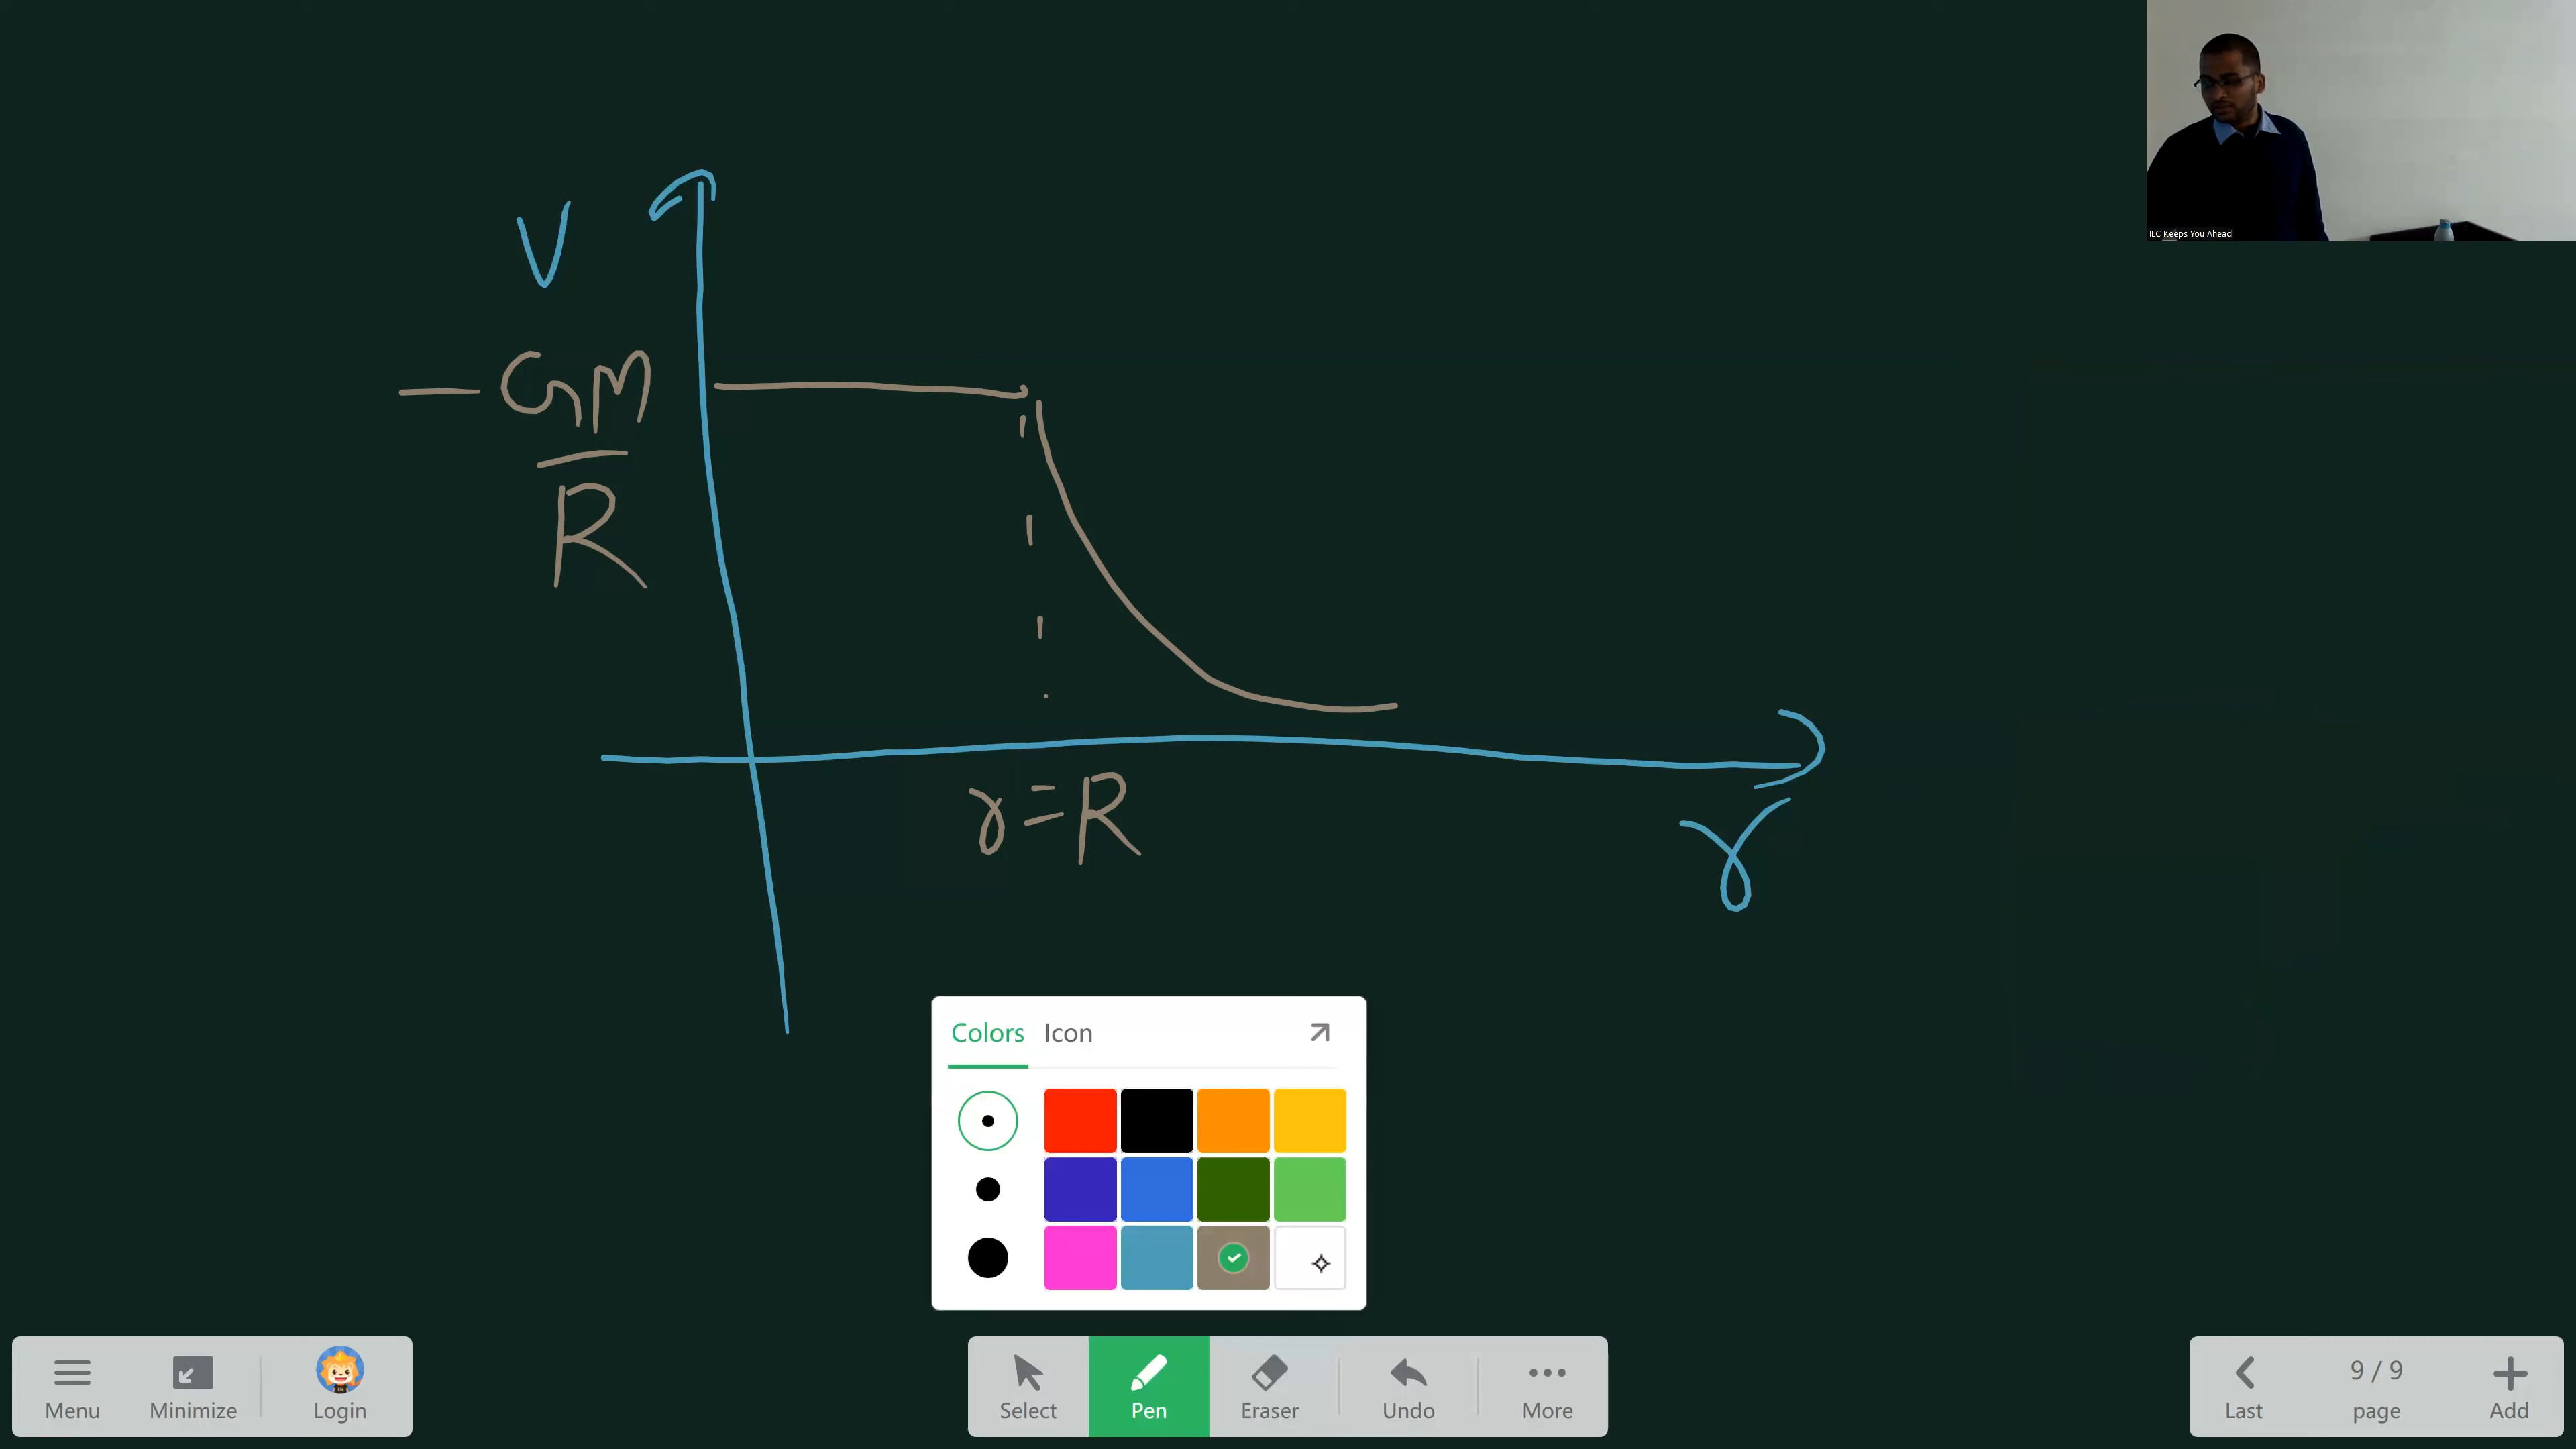 ILC Keeps You Ahead
V
- GM
R
r = R
r
Colors Icon
Menu Minimize Login
Select Pen Eraser Undo More
9 / 9
Last page Add